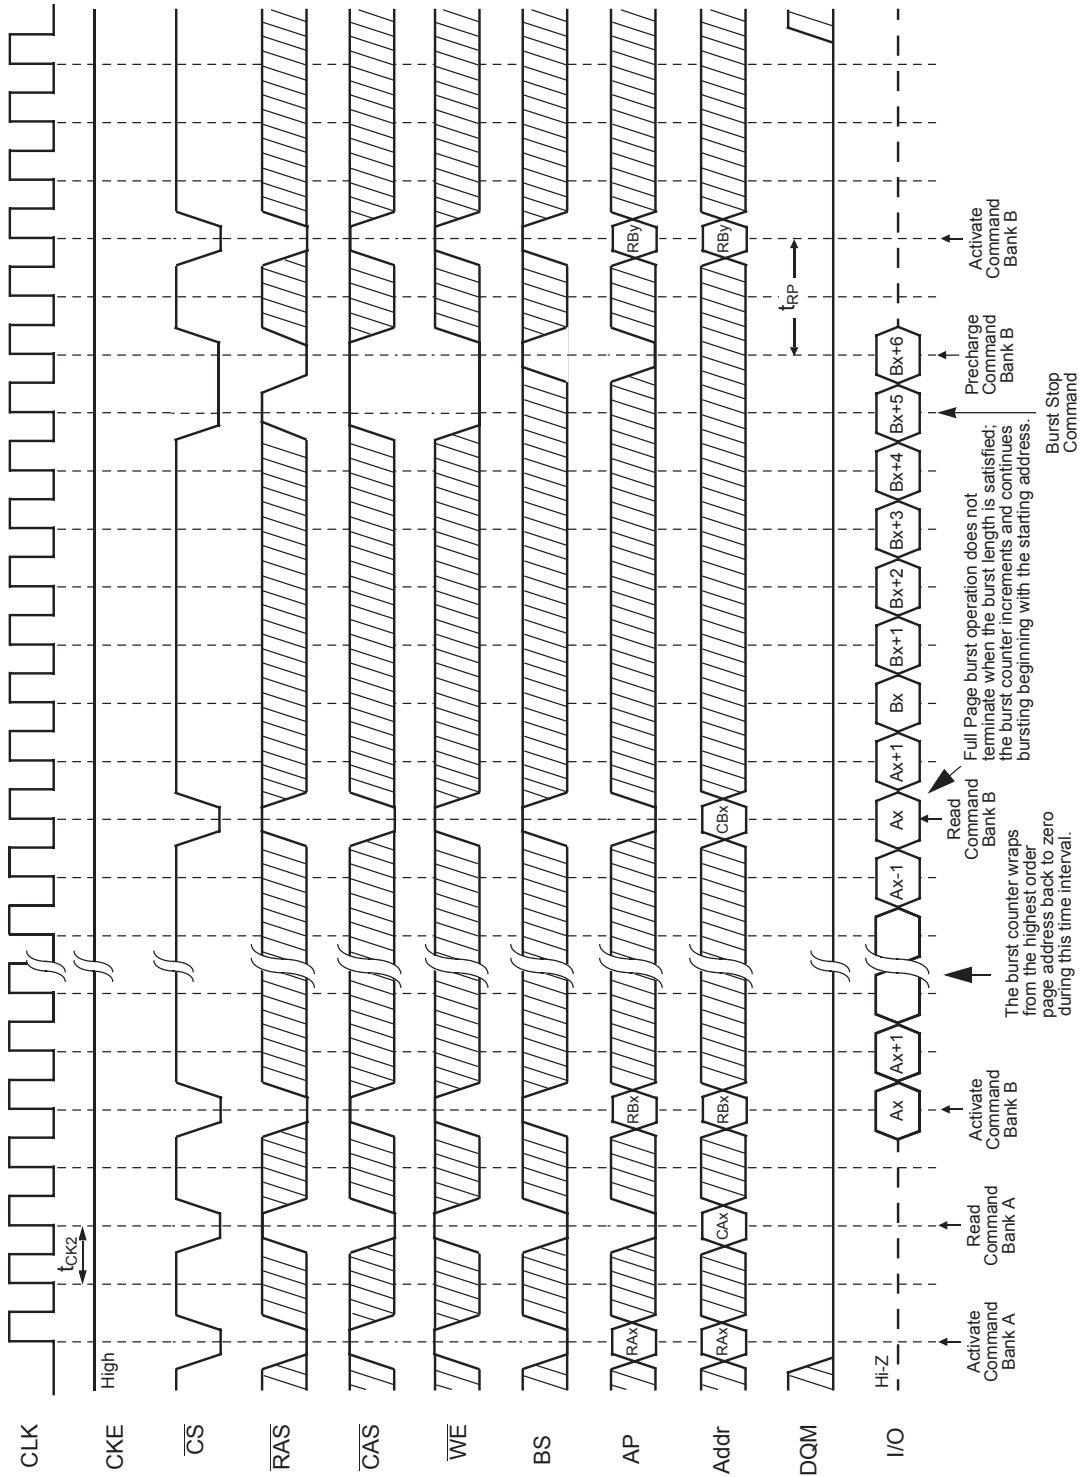 CLK
t CK2
CKE
High
CS
RAS
CAS
WE
BS
AP
RAx
RBx
RBy
Addr
RAx
CAx
RBx
CBx
RBy
DQM
tRP
I/O
Hi-Z
Ax
Ax+1
Ax-1
Ax
Ax+1
Bx
Bx+1
Bx+2
Bx+3
Bx+4
Bx+5
Bx+6
Activate
Command
Bank A
Read
Command
Bank A
Activate
Command
Bank B
The burst counter wraps
from the highest order
page address back to zero
during this time interval.
Read
Command
Bank B
Full Page burst operation does not
terminate when the burst length is satisfied;
the burst counter increments and continues
bursting beginning with the starting address.
Burst Stop
Command
Precharge
Command
Bank B
Activate
Command
Bank B